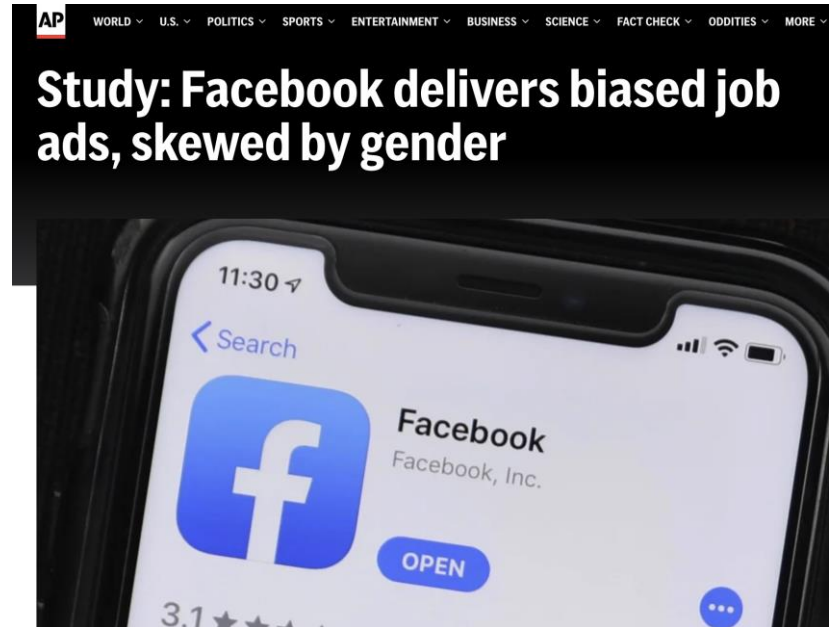 AP WORLD U.S. POLITICS SPORTS ENTERTAINMENT BUSINESS SCIENCE FACT CHECK ODDITIES MORE
Study: Facebook delivers biased job
ads, skewed by gender
11:30
Search
Facebook
Facebook, Inc.
OPEN
3.1